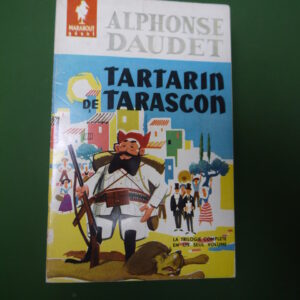 MARABOUT
géant
ALPHONSE
DAUDET
TARTARIN
DE TARASCON
LA TRILOGIE COMPLÈTE
EN UN SEUL VOLUME